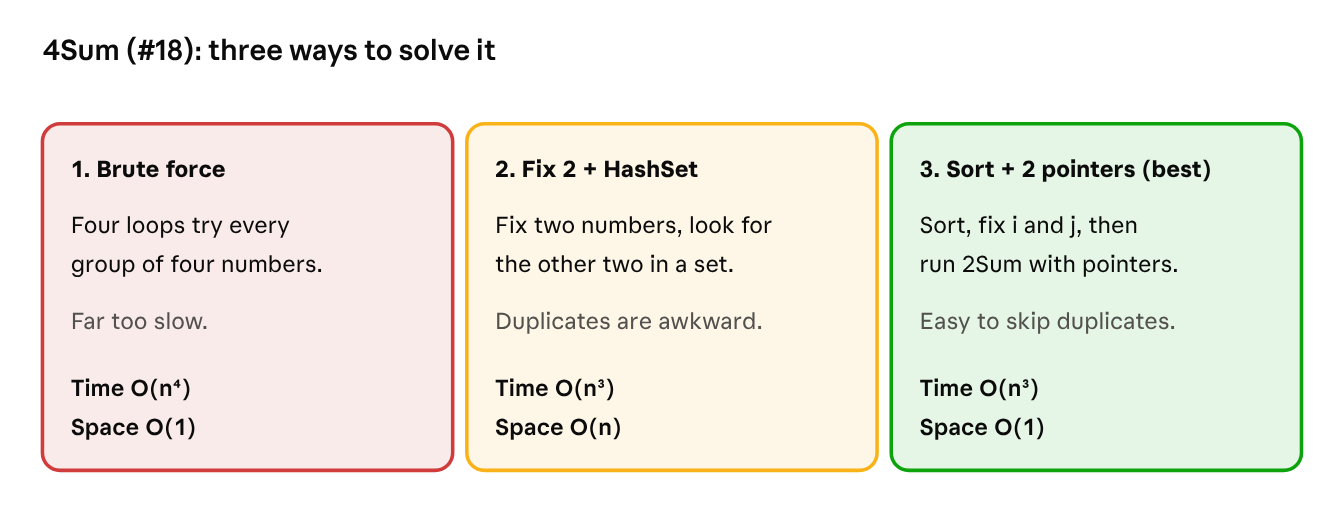 4Sum (#18): three ways to solve it
1. Brute force
Four loops try every
group of four numbers.
Far too slow.
Time O(n⁴)
Space O(1)
2. Fix 2 + HashSet
Fix two numbers, look for
the other two in a set.
Duplicates are awkward.
Time O(n³)
Space O(n)
3. Sort + 2 pointers (best)
Sort, fix i and j, then
run 2Sum with pointers.
Easy to skip duplicates.
Time O(n³)
Space O(1)